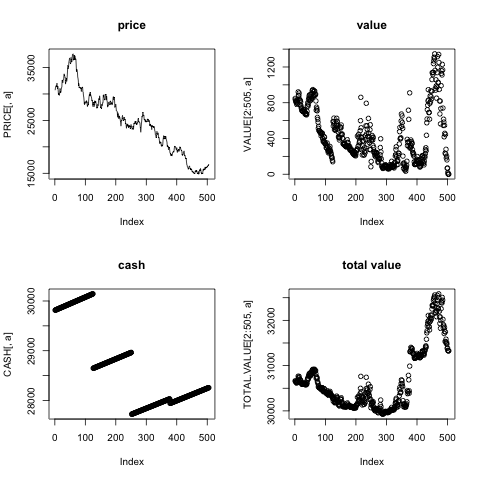 price
PRICE[, a]
15000 25000 35000
0 100 200 300 400 500
Index
value
VALUE[2:505, a]
0 400 800 1200
0 100 200 300 400 500
Index
cash
CASH[, a]
28000 29000 30000
0 100 200 300 400 500
Index
total value
TOTAL.VALUE[2:505, a]
30000 31000 12000
0 100 200 300 400 500
Index